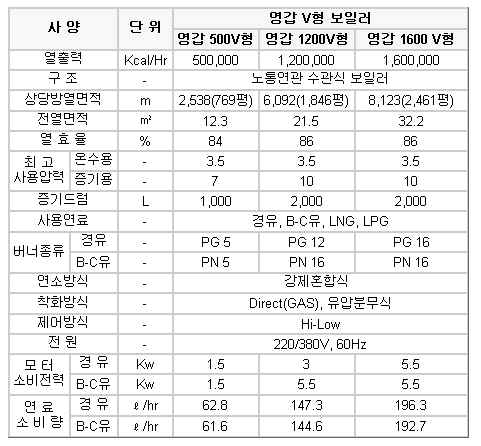 사 양 단 위 명갑 V형 보일러
명갑 500V형 명갑 1200V형 명갑 1600 V형
열출력 Kcal/Hr 500,000 1,200,000 1,600,000
구 조 - 노통연관 수관식 보일러
상당방열면적 m 2,538(769평) 6,092(1,846평) 8,123(2,461평)
전열면적 ㎡ 12.3 21.5 32.2
열 효 율 % 84 86 86
최 고 사용압력 온수용 - 3.5 3.5 3.5
증기용 - 7 10 10
증기드럼 L 1,000 2,000 2,000
사용연료 - 경유, B-C유, LNG, LPG
버너종류 경유 - PG 5 PG 12 PG 16
B-C유 - PN 5 PN 16 PN 16
연소방식 - 강제혼합식
착화방식 - Direct(GAS), 유압분무식
제어방식 - Hi-Low
전 원 - 220/380V, 60Hz
모 터 소비전력 경 유 Kw 1.5 3 5.5
B-C유 Kw 1.5 5.5 5.5
연 료 소 비 량 경 유 ℓ/hr 62.8 147.3 196.3
B-C유 ℓ/hr 61.6 144.6 192.7